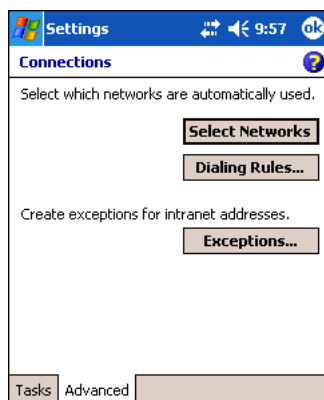 Settings 9:57 ok
Connections ?
Select which networks are automatically used.
Select Networks
Dialing Rules...
Create exceptions for intranet addresses.
Exceptions...
Tasks Advanced